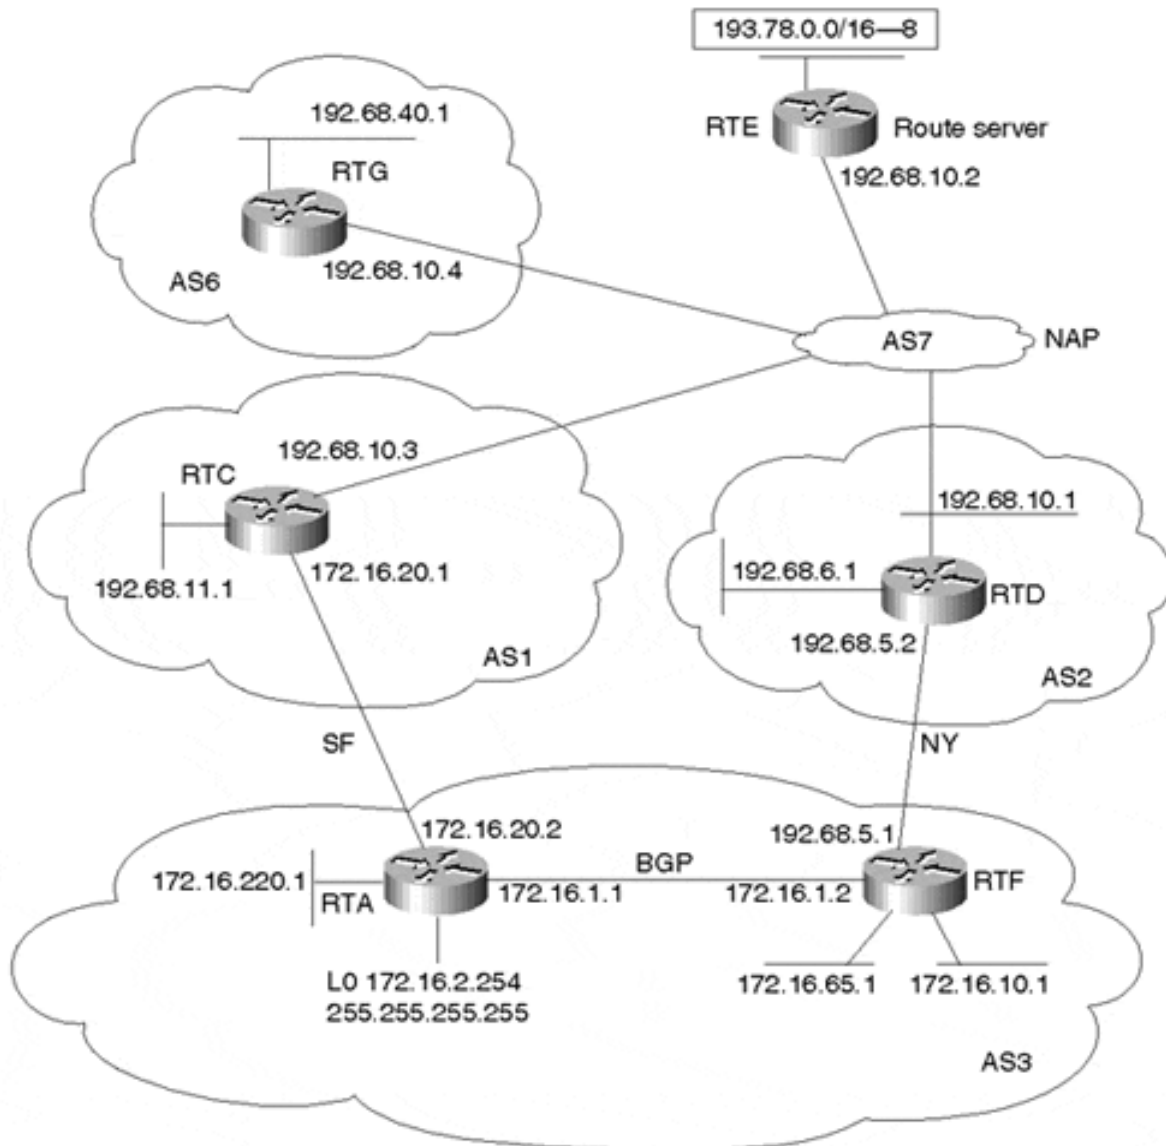 193.78.0.0/16—8
192.68.40.1
RTE
Route server
RTG
192.68.10.2
192.68.10.4
AS6
AS7
NAP
192.68.10.3
RTC
192.68.10.1
192.68.11.1
172.16.20.1
192.68.6.1
RTD
192.68.5.2
AS1
AS2
SF
NY
172.16.20.2
192.68.5.1
BGP
172.16.220.1
RTA
172.16.1.1
172.16.1.2
RTF
L0 172.16.2.254
255.255.255.255
172.16.65.1
172.16.10.1
AS3